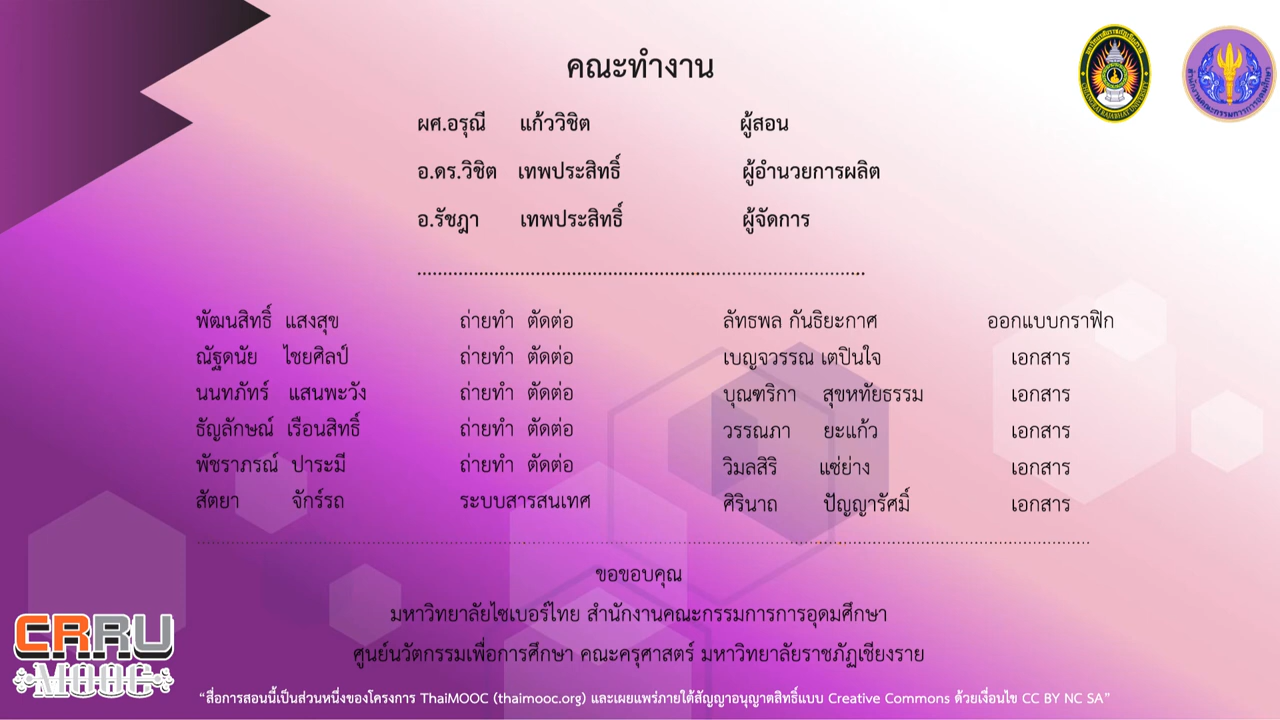 คณะทำงาน
ผศ.อรุณี แก้ววิชิต ผู้สอน
อ.ดร.วิชิต เทพประสิทธิ์ ผู้อำนวยการผลิต
อ.รัชฎา เทพประสิทธิ์ ผู้จัดการ
พัฒนสิทธิ์ แสงสุข ถ่ายทำ ตัดต่อ ลัทธพล กันธิยะกาศ ออกแบบกราฟิก
ณัฐดนัย ไชยศิลป์ ถ่ายทำ ตัดต่อ เบญจวรรณ เตปินใจ เอกสาร
นนทภัทร์ แสนพะวัง ถ่ายทำ ตัดต่อ บุณฑริกา สุขหทัยธรรม เอกสาร
ธัญลักษณ์ เรือนสิทธิ์ ถ่ายทำ ตัดต่อ วรรณภา ยะแก้ว เอกสาร
พัชราภรณ์ ปาระมี ถ่ายทำ ตัดต่อ วิมลสิริ แซ่ย่าง เอกสาร
สัตยา จักร์รถ ระบบสารสนเทศ ศิรินาถ ปัญญารัศมิ์ เอกสาร
ขอขอบคุณ
มหาวิทยาลัยไซเบอร์ไทย สำนักงานคณะกรรมการการอุดมศึกษา
ศูนย์นวัตกรรมเพื่อการศึกษา คณะครุศาสตร์ มหาวิทยาลัยราชภัฏเชียงราย
CRRU
MOOC
“สื่อการสอนนี้เป็นส่วนหนึ่งของโครงการ ThaiMOOC (thaimooc.org) และเผยแพร่ภายใต้สัญญาอนุญาตสิทธิ์แบบ Creative Commons ด้วยเงื่อนไข CC BY NC SA”